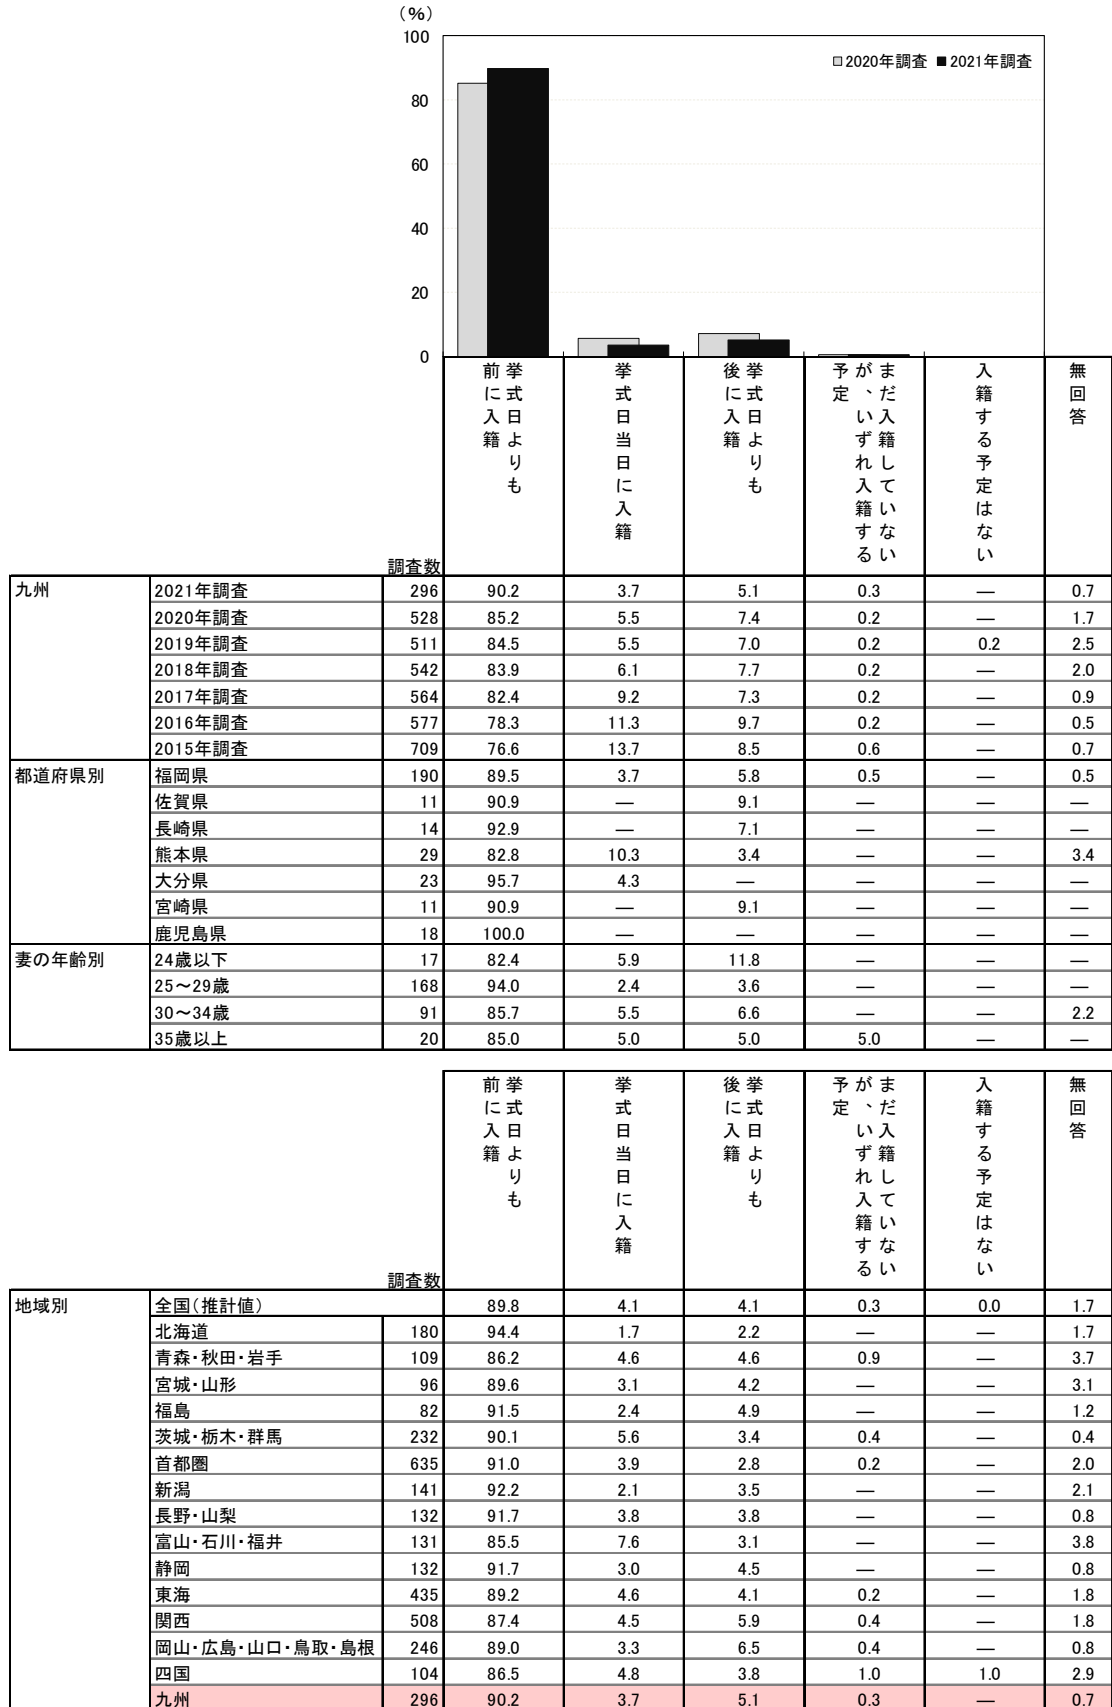 (%)
100
80
60
40
20
0
□2020年調査 ■2021年調査
調査数 挙式日よりも前に入籍 挙式日当日に入籍 挙式日よりも後に入籍 まだ入籍していないが、いずれ入籍する予定 入籍する予定はない 無回答
九州 2021年調査 296 90.2 3.7 5.1 0.3 — 0.7
2020年調査 528 85.2 5.5 7.4 0.2 — 1.7
2019年調査 511 84.5 5.5 7.0 0.2 0.2 2.5
2018年調査 542 83.9 6.1 7.7 0.2 — 2.0
2017年調査 564 82.4 9.2 7.3 0.2 — 0.9
2016年調査 577 78.3 11.3 9.7 0.2 — 0.5
2015年調査 709 76.6 13.7 8.5 0.6 — 0.7
都道府県別 福岡県 190 89.5 3.7 5.8 0.5 — 0.5
佐賀県 11 90.9 — 9.1 — — —
長崎県 14 92.9 — 7.1 — — —
熊本県 29 82.8 10.3 3.4 — — 3.4
大分県 23 95.7 4.3 — — — —
宮崎県 11 90.9 — 9.1 — — —
鹿児島県 18 100.0 — — — — —
妻の年齢別 24歳以下 17 82.4 5.9 11.8 — — —
25～29歳 168 94.0 2.4 3.6 — — —
30～34歳 91 85.7 5.5 6.6 — — 2.2
35歳以上 20 85.0 5.0 5.0 5.0 — —
調査数 挙式日よりも前に入籍 挙式日当日に入籍 挙式日よりも後に入籍 まだ入籍していないが、いずれ入籍する予定 入籍する予定はない 無回答
地域別 全国(推計値) 89.8 4.1 4.1 0.3 0.0 1.7
北海道 180 94.4 1.7 2.2 — — 1.7
青森・秋田・岩手 109 86.2 4.6 4.6 0.9 — 3.7
宮城・山形 96 89.6 3.1 4.2 — — 3.1
福島 82 91.5 2.4 4.9 — — 1.2
茨城・栃木・群馬 232 90.1 5.6 3.4 0.4 — 0.4
首都圏 635 91.0 3.9 2.8 0.2 — 2.0
新潟 141 92.2 2.1 3.5 — — 2.1
長野・山梨 132 91.7 3.8 3.8 — — 0.8
富山・石川・福井 131 85.5 7.6 3.1 — — 3.8
静岡 132 91.7 3.0 4.5 — — 0.8
東海 435 89.2 4.6 4.1 0.2 — 1.8
関西 508 87.4 4.5 5.9 0.4 — 1.8
岡山・広島・山口・鳥取・島根 246 89.0 3.3 6.5 0.4 — 0.8
四国 104 86.5 4.8 3.8 1.0 1.0 2.9
九州 296 90.2 3.7 5.1 0.3 — 0.7